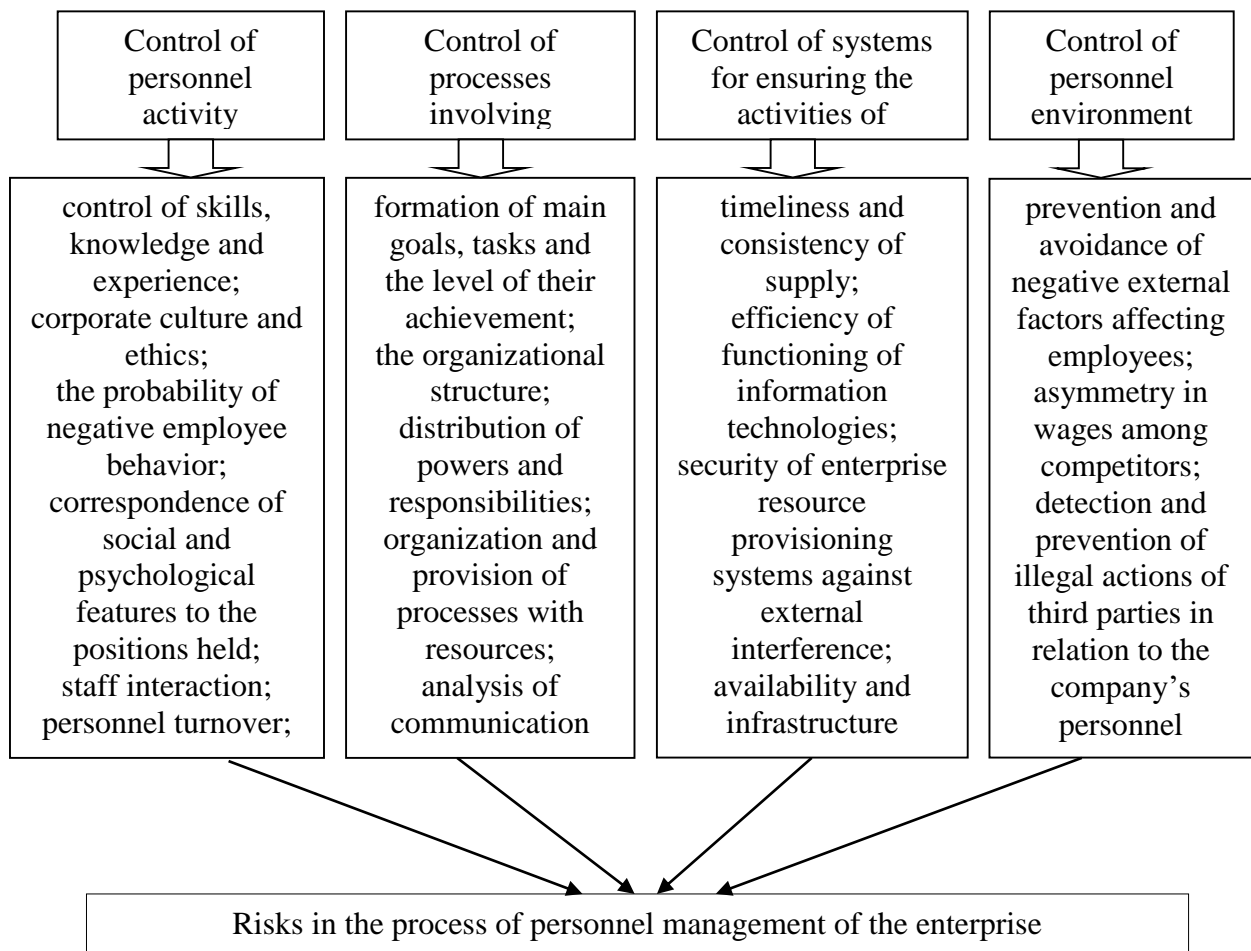 Control of
personnel
activity
Control of
processes
involving
Control of systems
for ensuring the
activities of
Control of
personnel
environment
control of skills,
knowledge and
experience;
corporate culture and
ethics;
the probability of
negative employee
behavior;
correspondence of
social and
psychological
features to the
positions held;
staff interaction;
personnel turnover;
formation of main
goals, tasks and
the level of their
achievement;
the organizational
structure;
distribution of
powers and
responsibilities;
organization and
provision of
processes with
resources;
analysis of
communication
timeliness and
consistency of
supply;
efficiency of
functioning of
information
technologies;
security of enterprise
resource
provisioning
systems against
external
interference;
availability and
infrastructure
prevention and
avoidance of
negative external
factors affecting
employees;
asymmetry in
wages among
competitors;
detection and
prevention of
illegal actions of
third parties in
relation to the
company’s
personnel
Risks in the process of personnel management of the enterprise